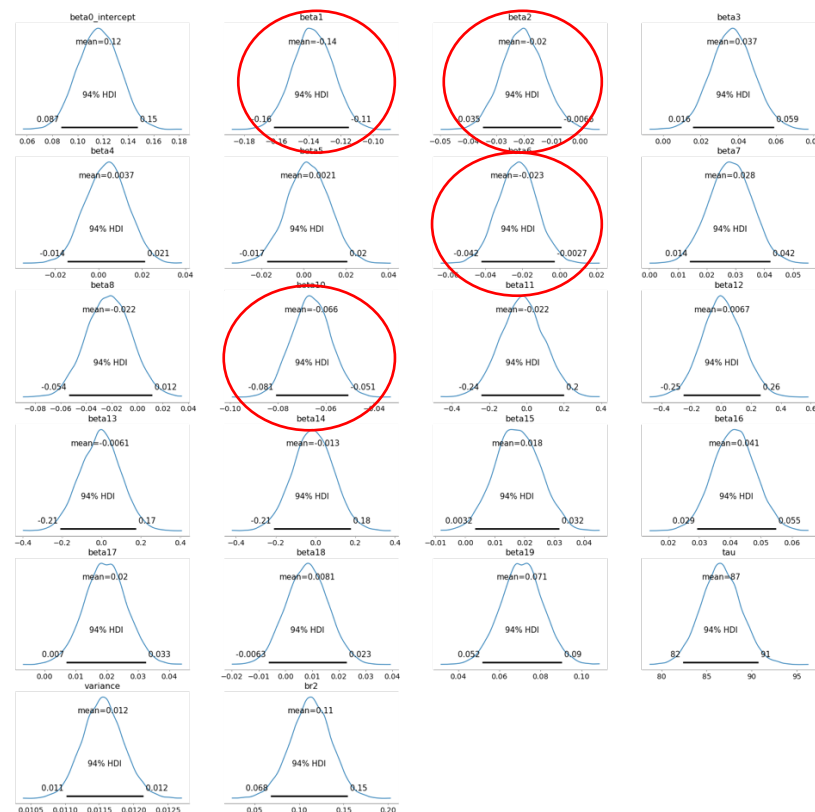 beta0_intercept beta1 beta2 beta3
mean=0.12 mean=-0.14 mean=-0.02 mean=0.037
94% HDI 94% HDI 94% HDI 94% HDI
0.087 0.15 -0.16 -0.11 -0.035 -0.0066 0.016 0.059
0.06 0.08 0.10 0.12 0.14 0.16 0.18 −0.18 −0.16 −0.14 −0.12 −0.10 −0.05 −0.04 −0.03 −0.02 −0.01 0.00 0.00 0.02 0.04 0.06
beta4 beta5 beta6 beta7
mean=0.0037 mean=0.0021 mean=-0.023 mean=0.028
94% HDI 94% HDI 94% HDI 94% HDI
-0.014 0.021 -0.017 0.02 -0.042 -0.0027 0.014 0.042
−0.02 0.00 0.02 0.04 −0.02 0.00 0.02 0.04 −0.04 −0.02 0.00 0.02 0.00 0.01 0.02 0.03 0.04 0.05
beta8 beta10 beta11 beta12
mean=-0.022 mean=-0.066 mean=-0.022 mean=0.0067
94% HDI 94% HDI 94% HDI 94% HDI
-0.054 0.012 -0.081 -0.051 -0.24 0.2 -0.25 0.26
−0.08 −0.06 −0.04 −0.02 0.00 0.02 0.04 −0.10 −0.08 −0.06 −0.04 −0.4 −0.2 0.0 0.2 0.4 −0.4 −0.2 0.0 0.2 0.4 0.6
beta13 beta14 beta15 beta16
mean=-0.0061 mean=-0.013 mean=0.018 mean=0.041
94% HDI 94% HDI 94% HDI 94% HDI
-0.21 0.17 -0.21 0.18 0.0032 0.032 0.029 0.055
−0.4 −0.2 0.0 0.2 0.4 −0.4 −0.2 0.0 0.2 0.4 −0.01 0.00 0.01 0.02 0.03 0.04 0.02 0.03 0.04 0.05 0.06
beta17 beta18 beta19 tau
mean=0.02 mean=0.0081 mean=0.071 mean=87
94% HDI 94% HDI 94% HDI 94% HDI
0.007 0.033 -0.0063 0.023 0.052 0.09 82 91
0.00 0.01 0.02 0.03 0.04 −0.02 −0.01 0.00 0.01 0.02 0.03 0.04 0.04 0.06 0.08 0.10 80 85 90 95
variance br2
mean=0.012 mean=0.11
94% HDI 94% HDI
0.011 0.012 0.068 0.15
0.0105 0.0110 0.0115 0.0120 0.0125 0.05 0.10 0.15 0.20